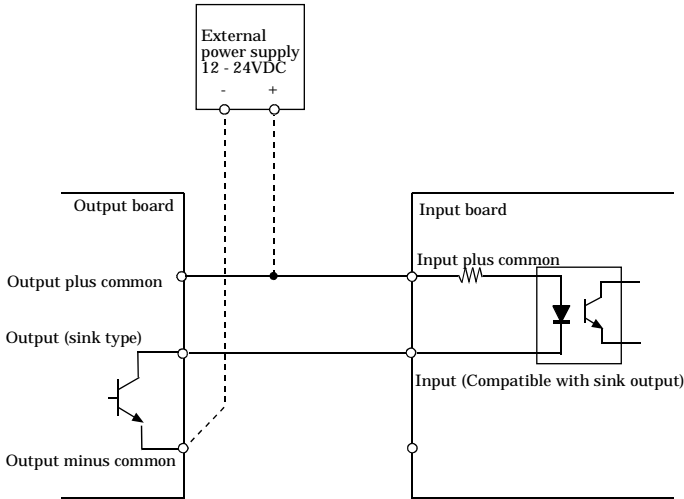 External
power supply
12 - 24VDC
- +
Output board
Input board
Input plus common
Output plus common
Output (sink type)
Input (Compatible with sink output)
Output minus common